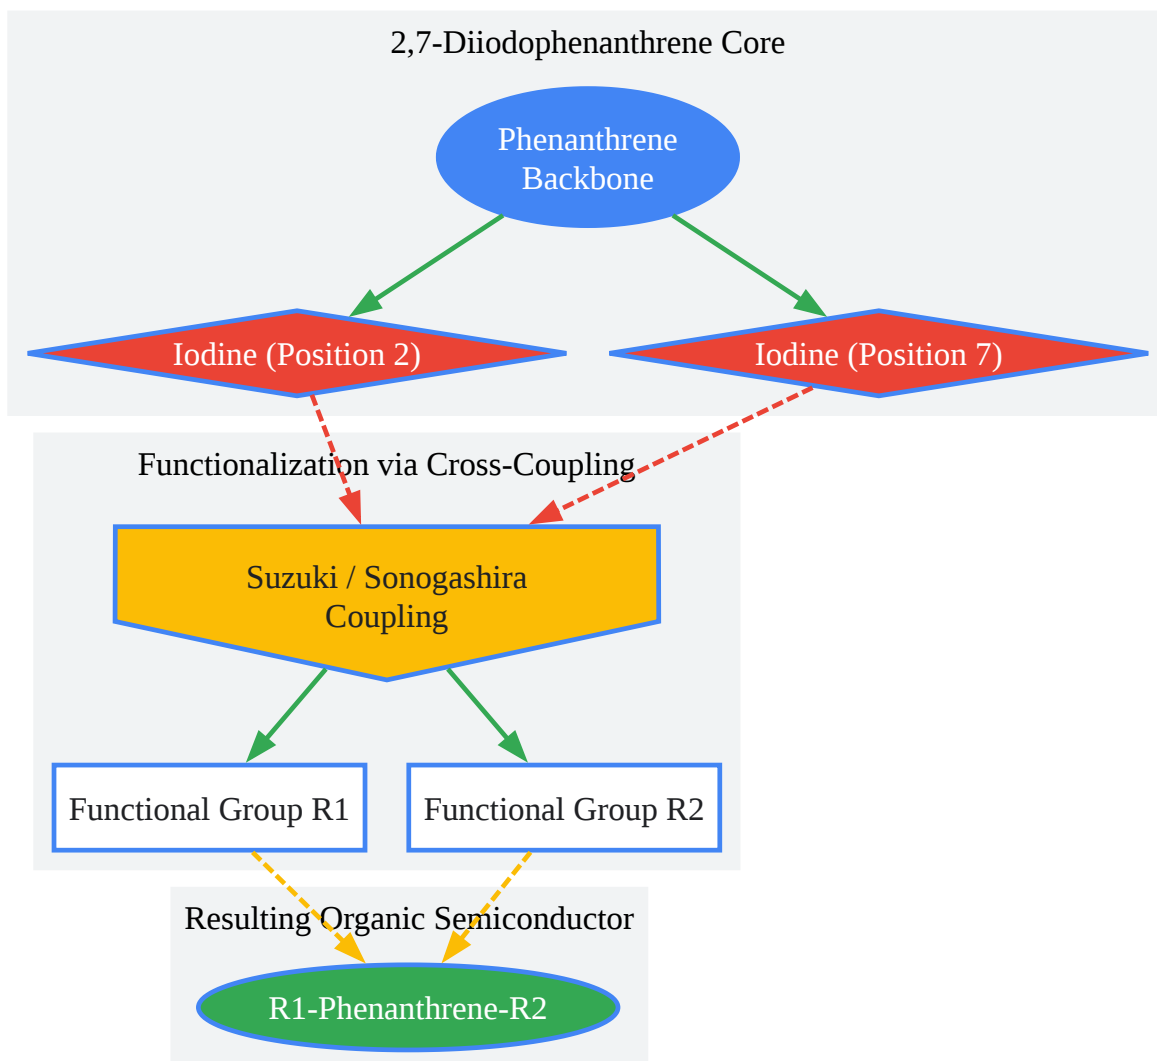 2,7-Diiodophenanthrene Core
Phenanthrene
Backbone
Iodine (Position 2)
Iodine (Position 7)
Functionalization via Cross-Coupling
Suzuki / Sonogashira
Coupling
Functional Group R1
Functional Group R2
Resulting Organic Semiconductor
R1-Phenanthrene-R2